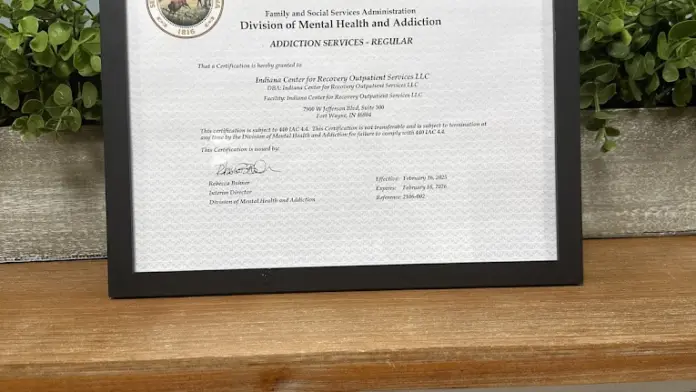 1816
Family and Social Services Administration
Division of Mental Health and Addiction
ADDICTION SERVICES - REGULAR
That a Certification is hereby granted to
Indiana Center for Recovery Outpatient Services LLC
DBA: Indiana Center for Recovery Outpatient Services LLC
Facility: Indiana Center for Recovery Outpatient Services LLC
7900 W Jefferson Blvd, Suite 300
Fort Wayne, IN 46804
This certification is subject to 440 IAC 4.4. This Certification is not transferable and is subject to termination at
any time by the Division of Mental Health and Addiction for failure to comply with 440 IAC 4.4.
This Certification is issued by:
Rebecca
Interim Director
Division of Mental Health and Addiction
Effective: February 2025
Expires: February 2026
Reference: